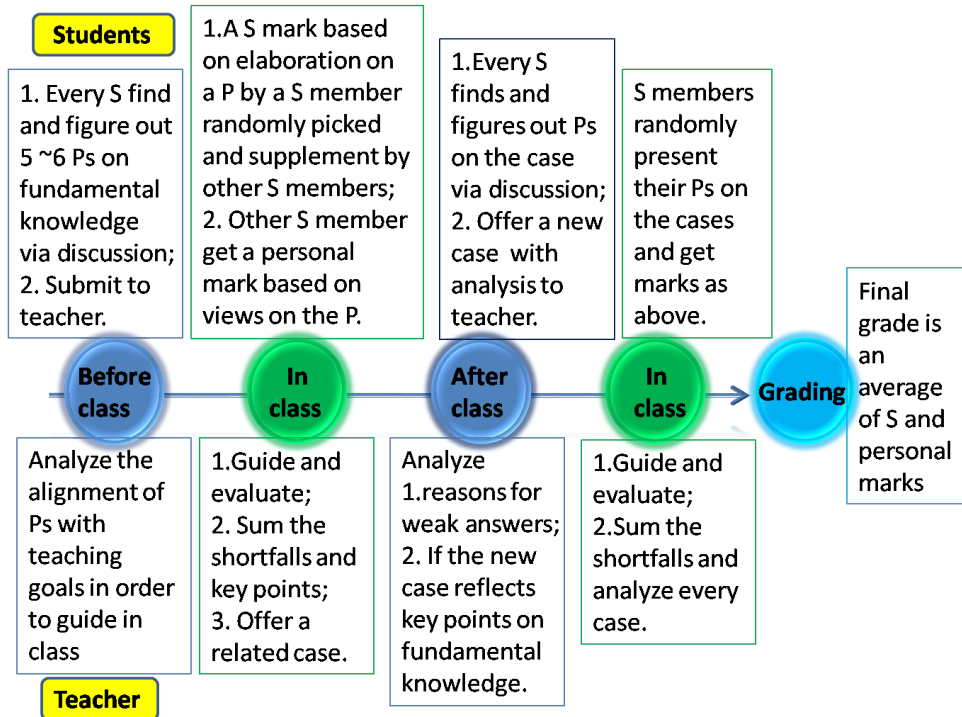 Students
1. Every S find
and figure out
5 ~6 Ps on
fundamental
knowledge
via discussion;
2. Submit to
teacher.
1.A S mark based
on elaboration on
a P by a S member
randomly picked
and supplement by
other S members;
2. Other S member
get a personal
mark based on
views on the P.
1.Every S
finds and
figures out Ps
on the case
via discussion;
2. Offer a new
case with
analysis to
teacher.
S members
randomly
present
their Ps on
the cases
and get
marks as
above.
Before
class
In
class
After
class
In
class
Grading
Final
grade is
an
average
of S and
personal
marks
Analyze the
alignment of
Ps with
teaching
goals in order
to guide in
class
1.Guide and
evaluate;
2. Sum the
shortfalls and
key points;
3. Offer a
related case.
Analyze
1.reasons for
weak answers;
2. If the new
case reflects
key points on
fundamental
knowledge.
1.Guide and
evaluate;
2.Sum the
shortfalls and
analyze every
case.
Teacher